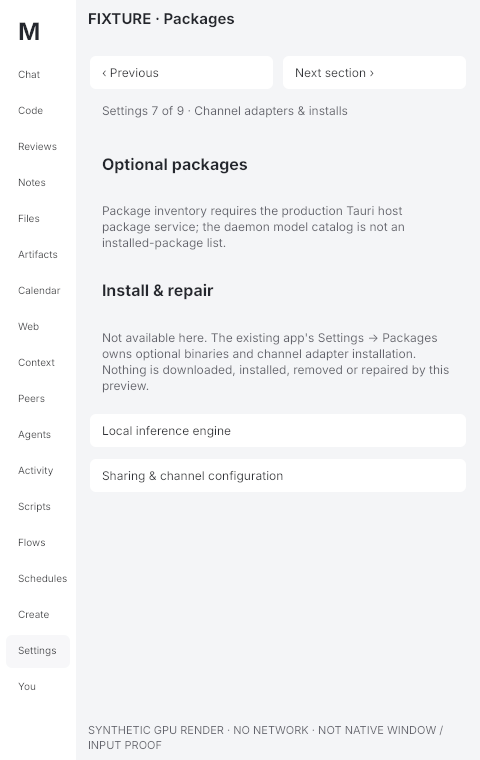 M
Chat
Code
Reviews
Notes
Files
Artifacts
Calendar
Web
Context
Peers
Agents
Activity
Scripts
Flows
Schedules
Create
Settings
You
FIXTURE · Packages
‹ Previous
Next section ›
Settings 7 of 9 · Channel adapters & installs
Optional packages
Package inventory requires the production Tauri host
package service; the daemon model catalog is not an
installed-package list.
Install & repair
Not available here. The existing app's Settings → Packages
owns optional binaries and channel adapter installation.
Nothing is downloaded, installed, removed or repaired by this
preview.
Local inference engine
Sharing & channel configuration
SYNTHETIC GPU RENDER · NO NETWORK · NOT NATIVE WINDOW /
INPUT PROOF